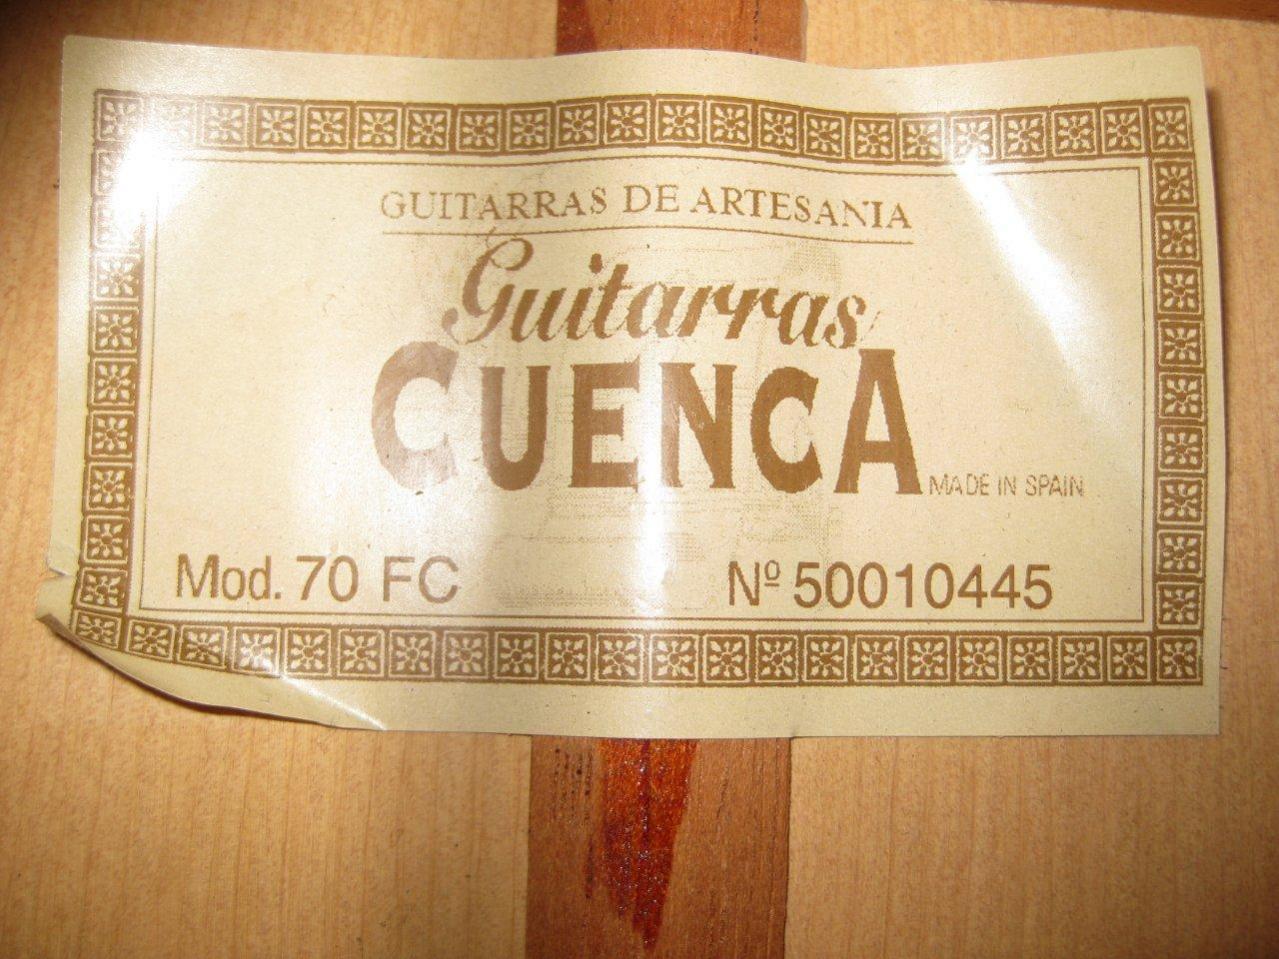 GUITARRAS DE ARTESANIA
Guitarras
CUENCA
MADE IN SPAIN
Mod. 70 FC
Nº 50010445